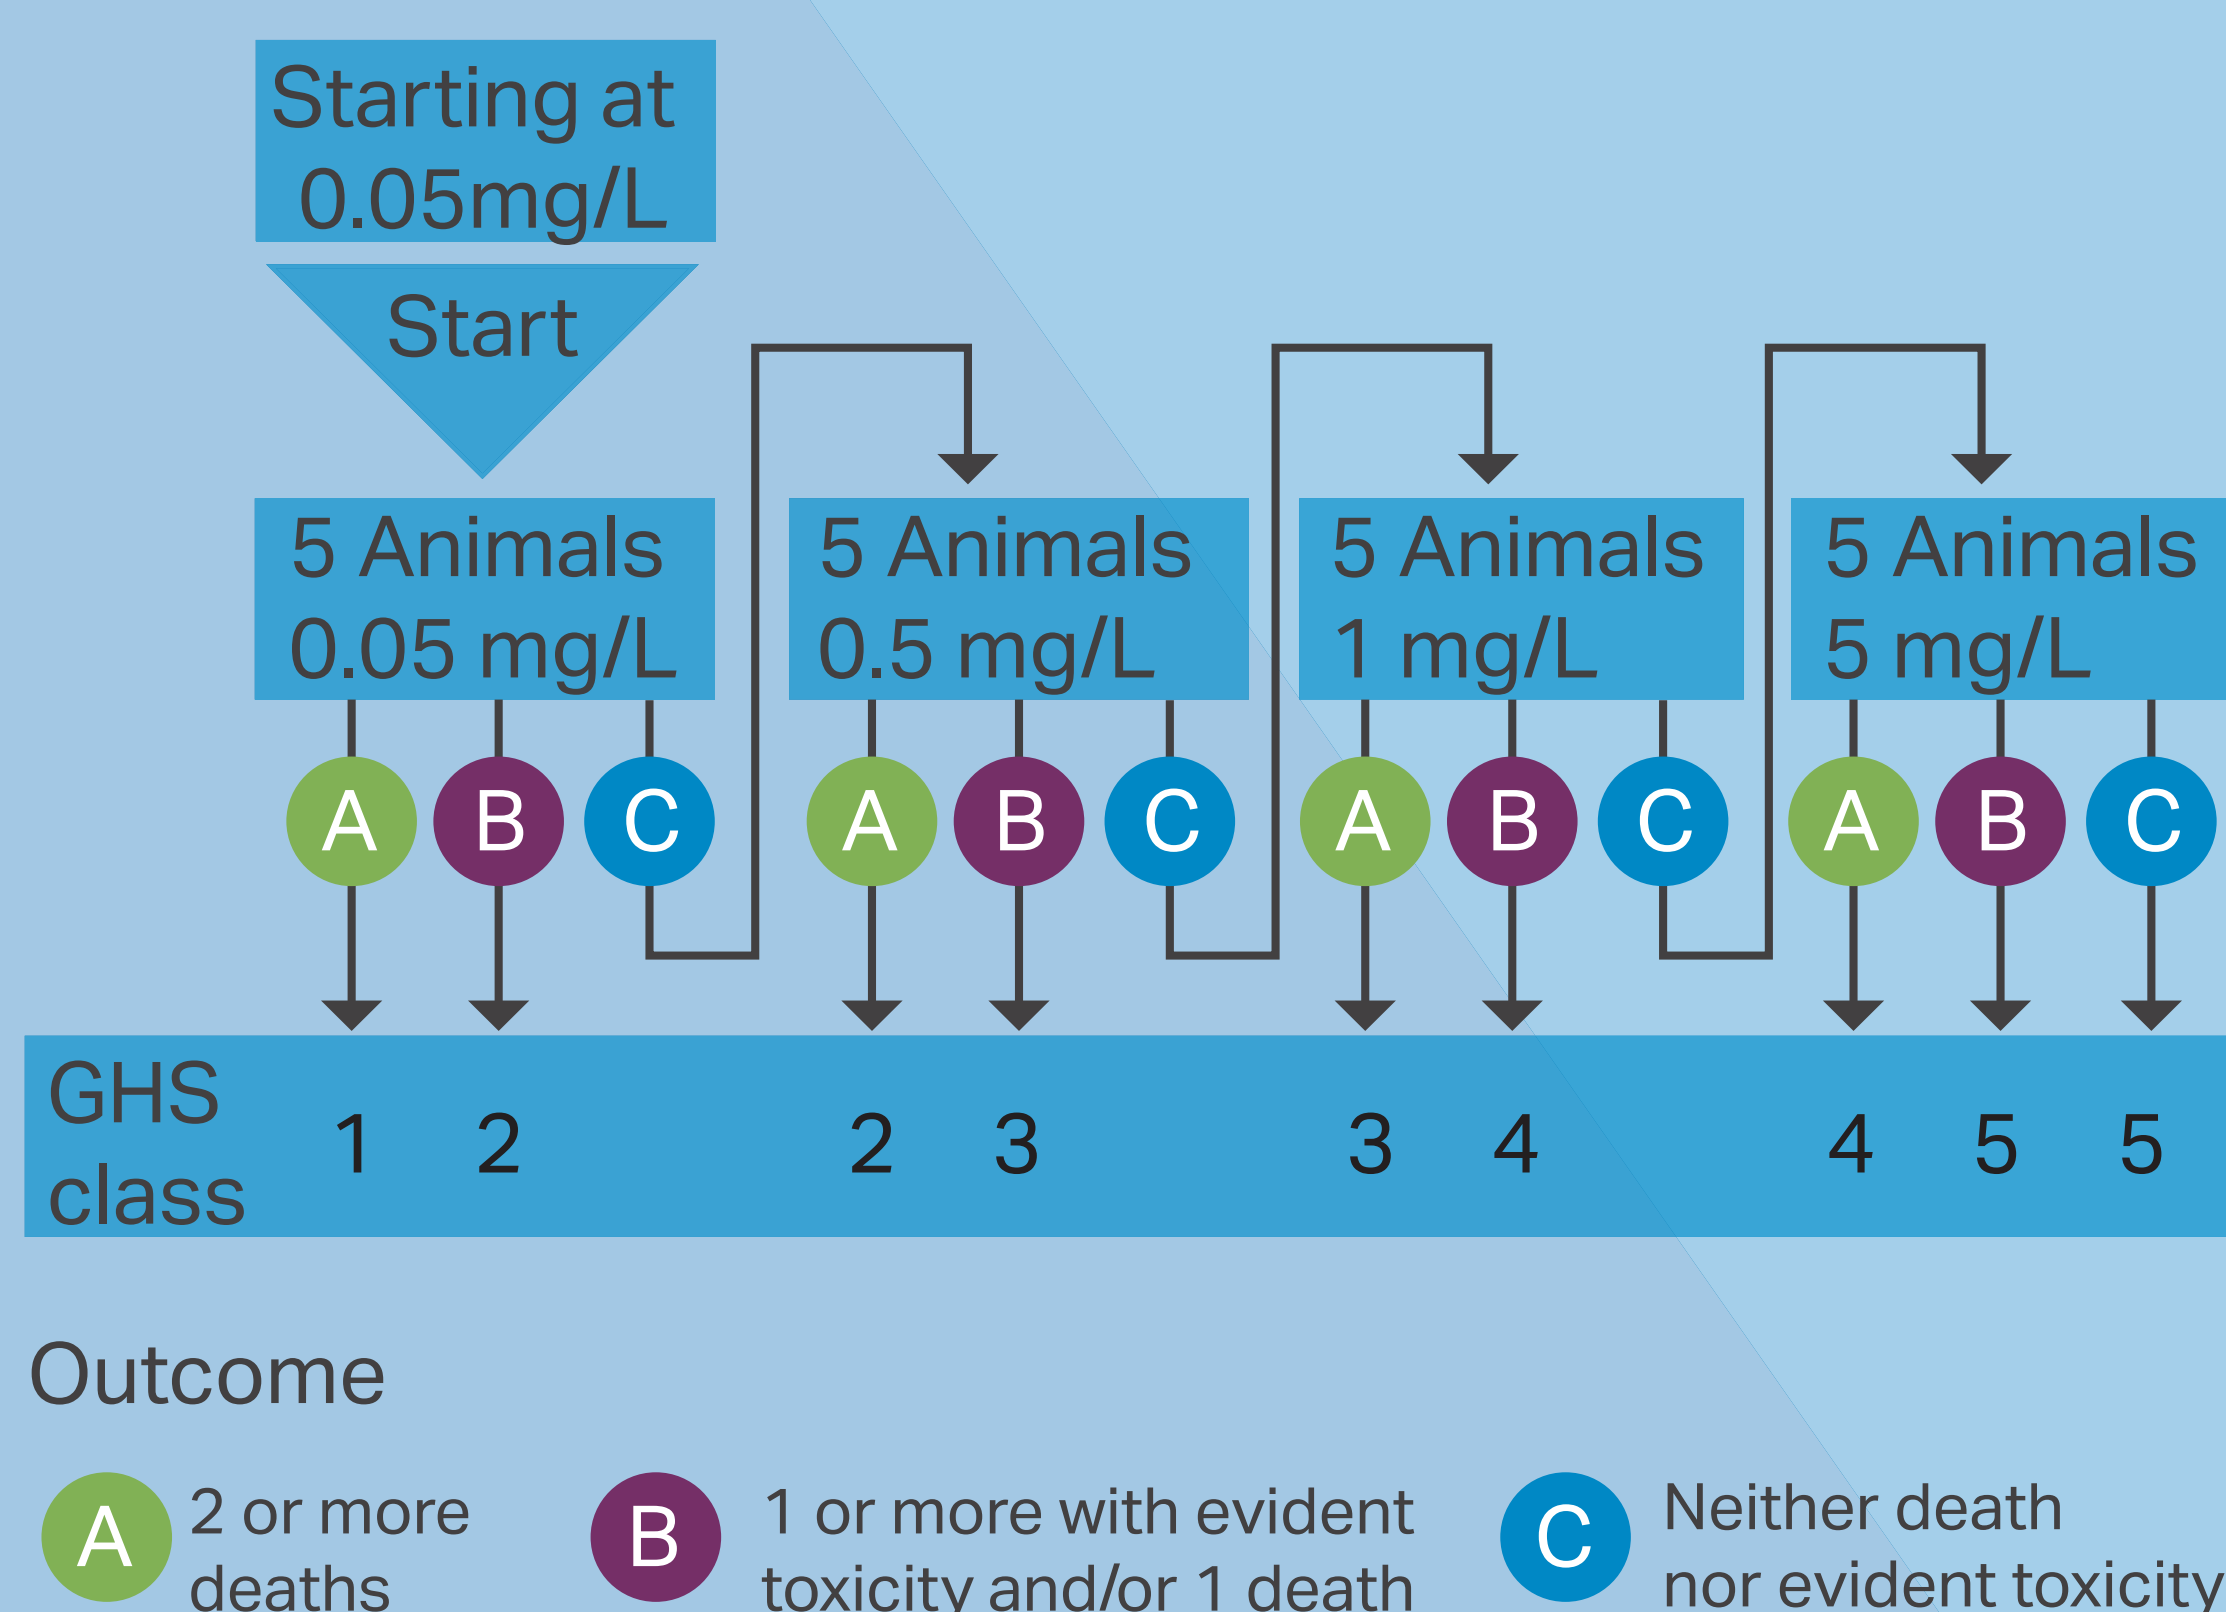 Starting at
0.05mg/L
Start
5 Animals
0.05 mg/L
5 Animals
0.5 mg/L
5 Animals
1 mg/L
5 Animals
5 mg/L
A B C A B C A B C A B C
GHS
class
1 2 2 3 3 4 4 5 5
Outcome
A
2 or more
deaths
B
1 or more with evident
toxicity and/or 1 death
C
Neither death
nor evident toxicity